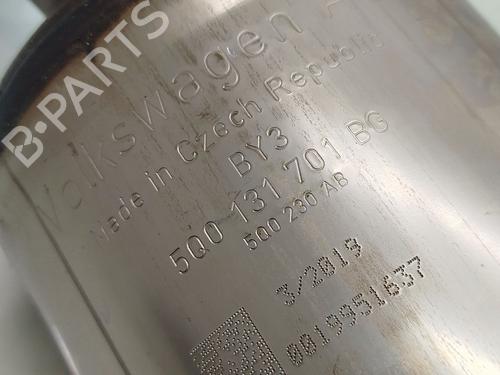 B-PARTS
Volkswagen A
Made in Czech Republic
BY3
5Q0 131 701 BG
5Q0 230 AB
3/2019
0019951637